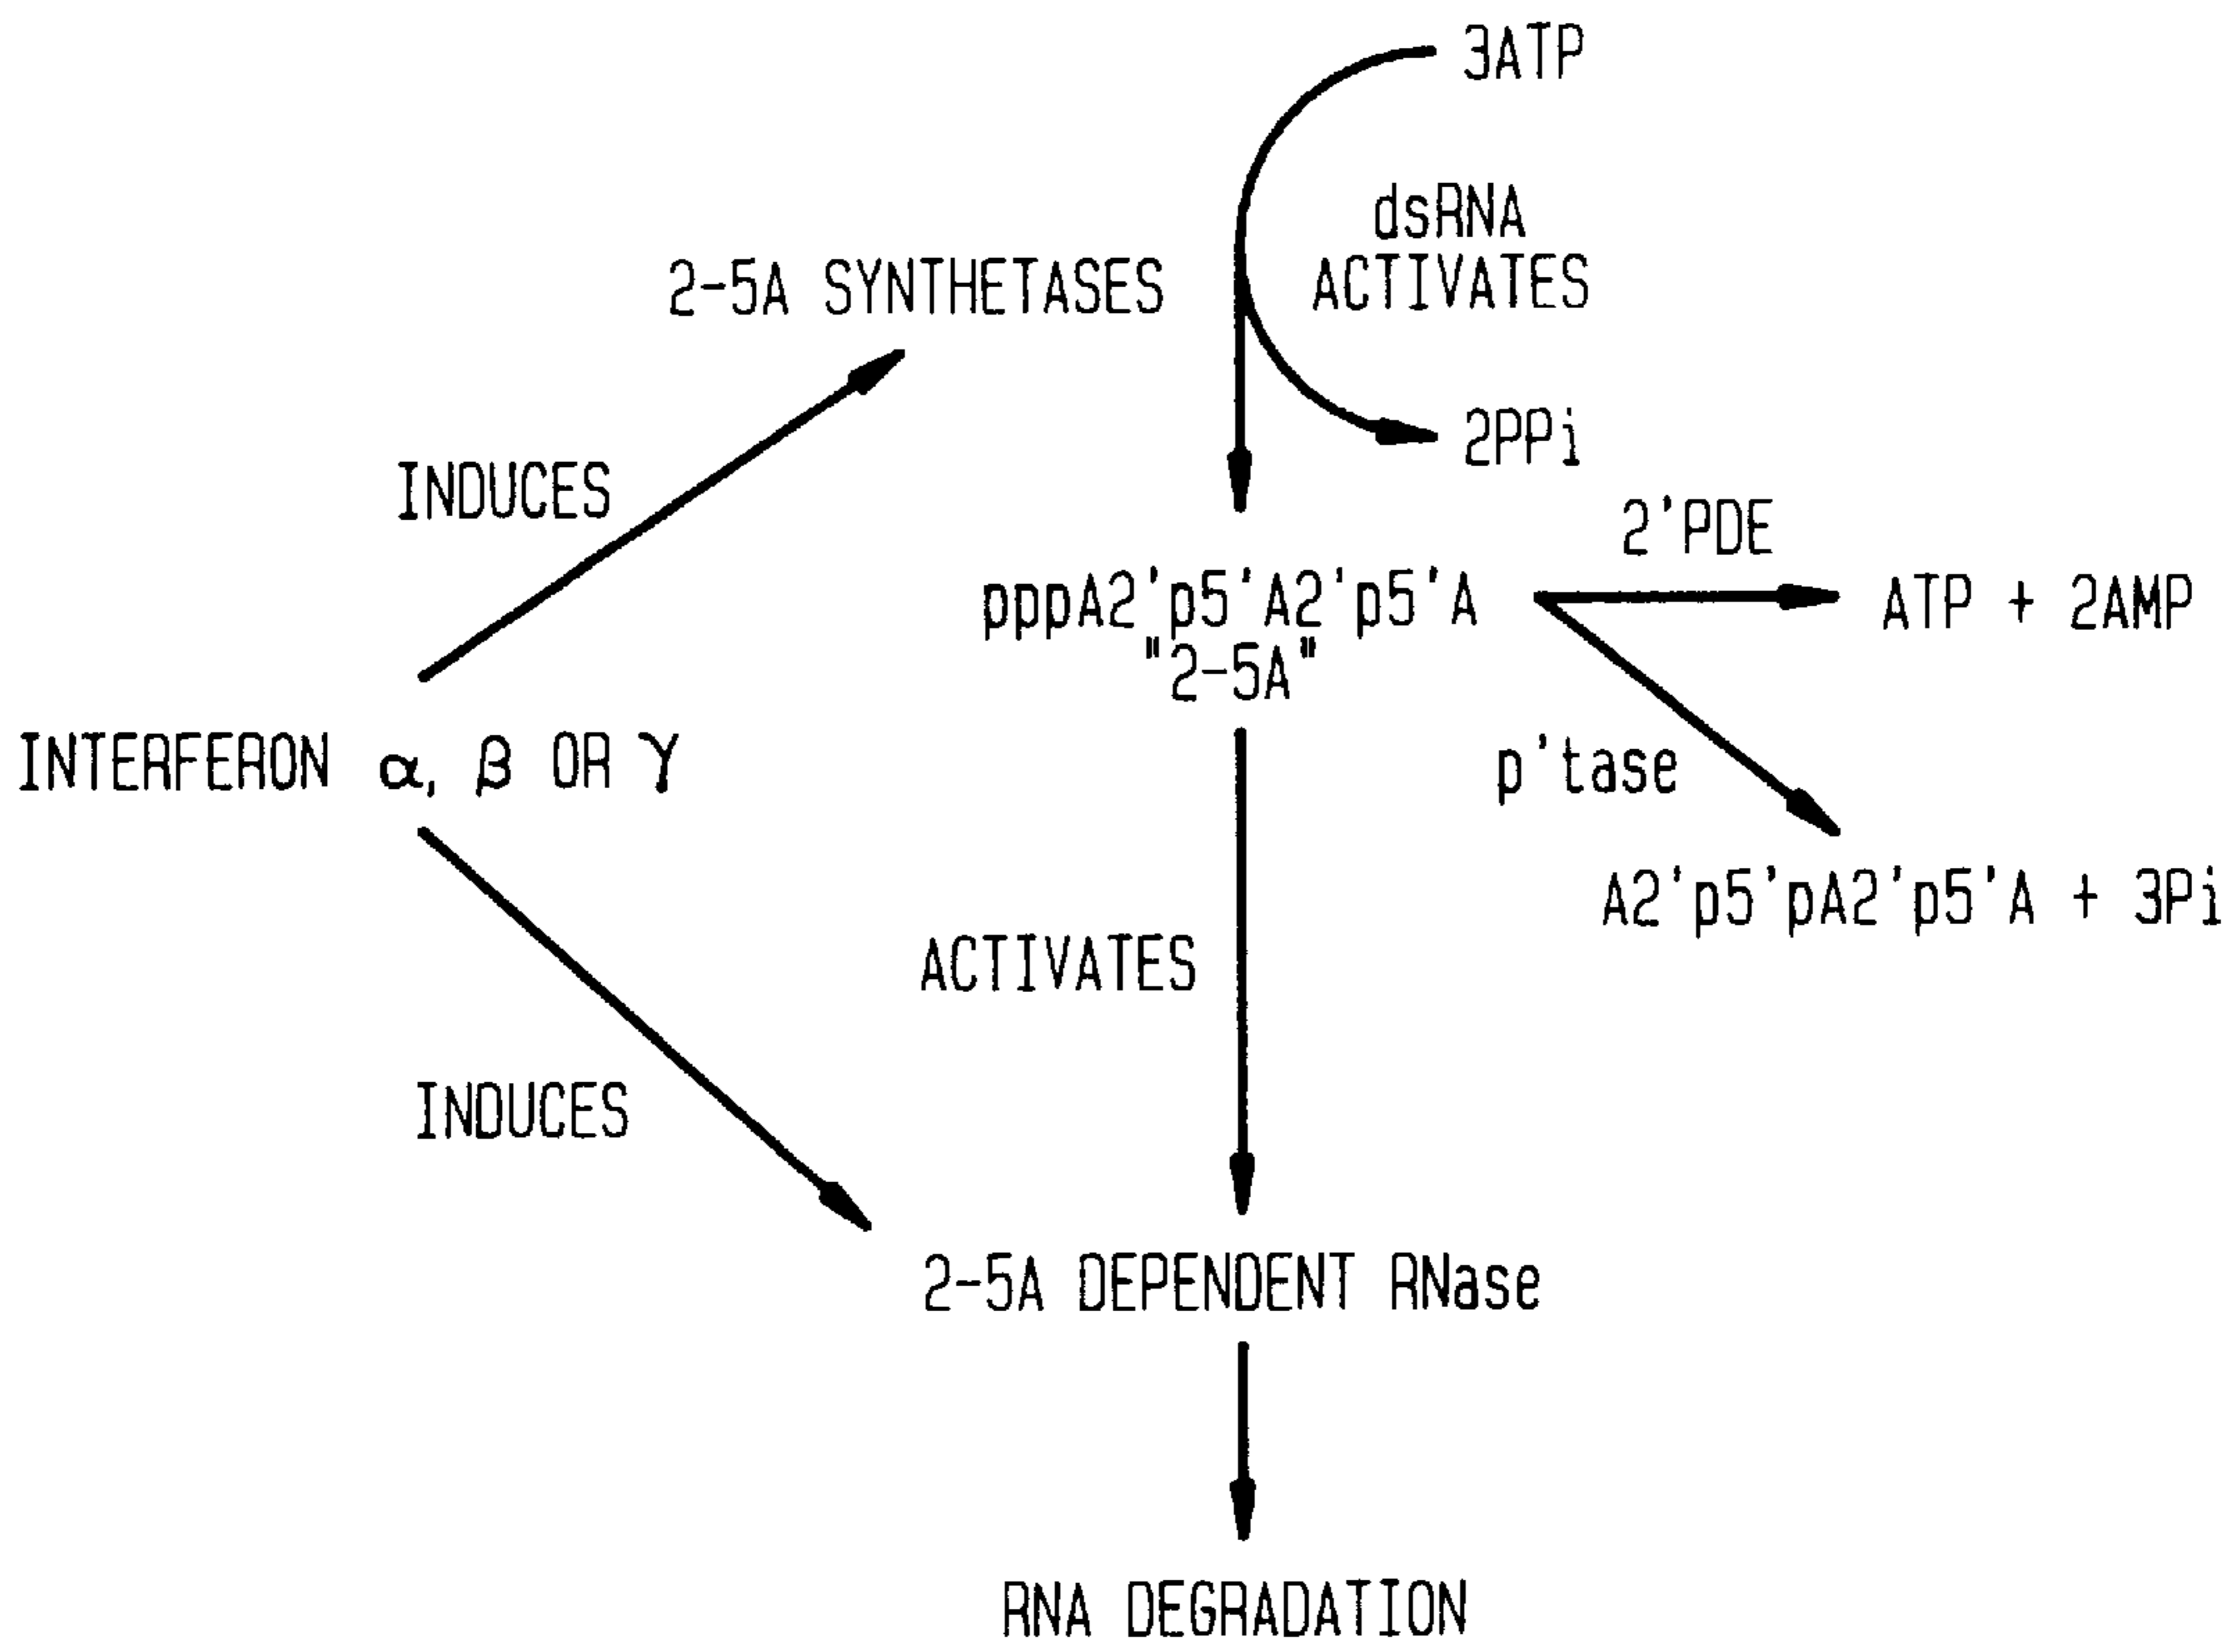 3ATP
dsRNA
ACTIVATES
2-5A SYNTHETASES
2PPi
INDUCES
2'PDE
pppA2'p5'A2'p5'A
"2-5A"
ATP + 2AMP
INTERFERON α, β OR γ
p'tase
A2'p5'pA2'p5'A + 3Pi
ACTIVATES
INDUCES
2-5A DEPENDENT RNase
RNA DEGRADATION